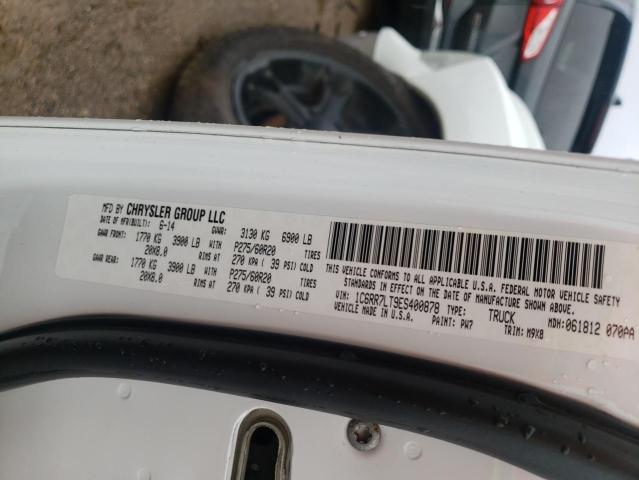 MFD BY CHRYSLER GROUP LLC
DATE OF MFR(BUILT): 6-14 GVWR: 3130 KG 6900 LB
GAWR FRONT: 1770 KG 3900 LB WITH P275/60R20 TIRES
20X8.0 RIMS AT 270 KPA ( 39 PSI) COLD
GAWR REAR: 1770 KG 3900 LB WITH P275/60R20 TIRES
20X8.0 RIMS AT 270 KPA ( 39 PSI) COLD
THIS VEHICLE CONFORMS TO ALL APPLICABLE U.S.A. FEDERAL MOTOR VEHICLE SAFETY
STANDARDS IN EFFECT ON THE DATE OF MANUFACTURE SHOWN ABOVE.
VIN: 1C6RR7LT9ES400878 TYPE: TRUCK MDH: 061812 070PA
VEHICLE MADE IN U.S.A. PAINT: PW7 TRIM: M9X8